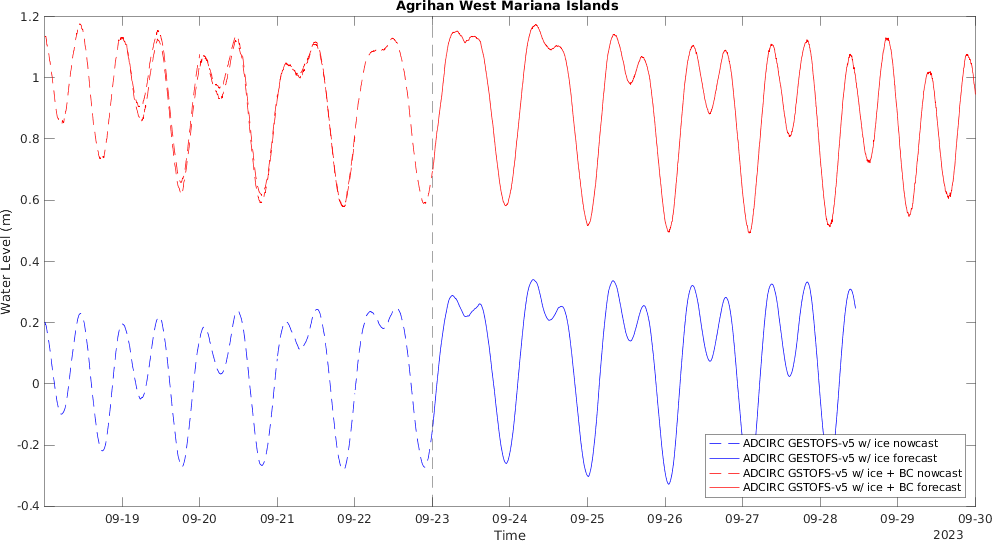 Agrihan West Mariana Islands
1.2
1
0.8
0.6
0.4
0.2
0
-0.2
-0.4
Water Level (m)
ADCIRC GESTOFS-v5 w/ ice nowcast
ADCIRC GESTOFS-v5 w/ ice forecast
ADCIRC GSTOFS-v5 w/ ice + BC nowcast
ADCIRC GSTOFS-v5 w/ ice + BC forecast
09-19 09-20 09-21 09-22 09-23 09-24 09-25 09-26 09-27 09-28 09-29 09-30
Time
2023